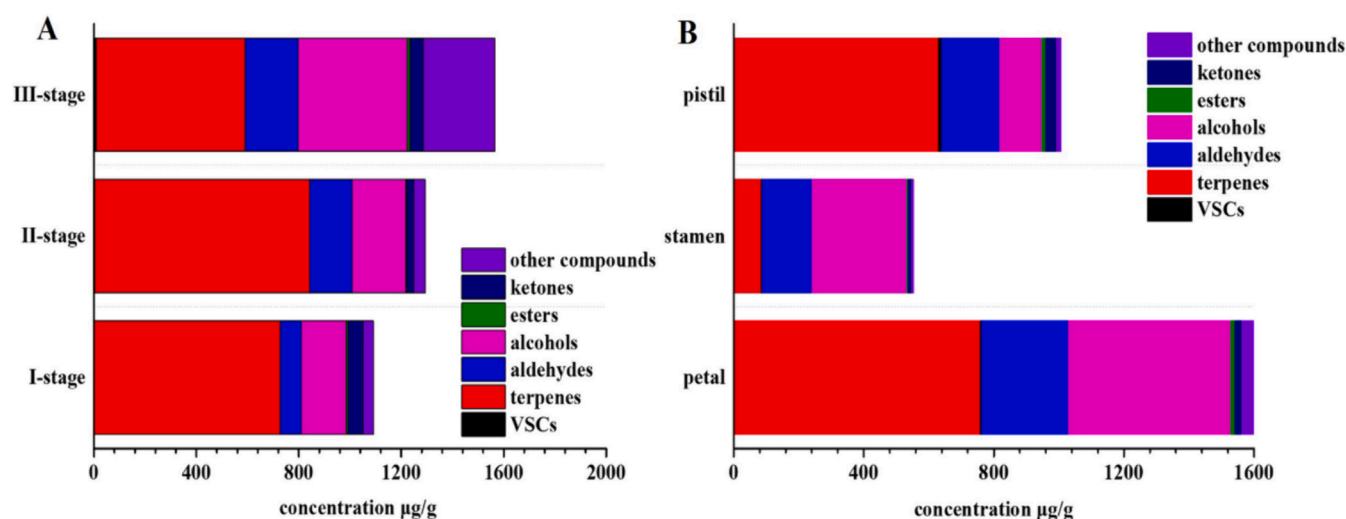 A
III-stage
II-stage
I-stage
other compounds
ketones
esters
alcohols
aldehydes
terpenes
VSCs
0 400 800 1200 1600 2000
concentration µg/g
B
pistil
stamen
petal
other compounds
ketones
esters
alcohols
aldehydes
terpenes
VSCs
0 400 800 1200 1600
concentration µg/g